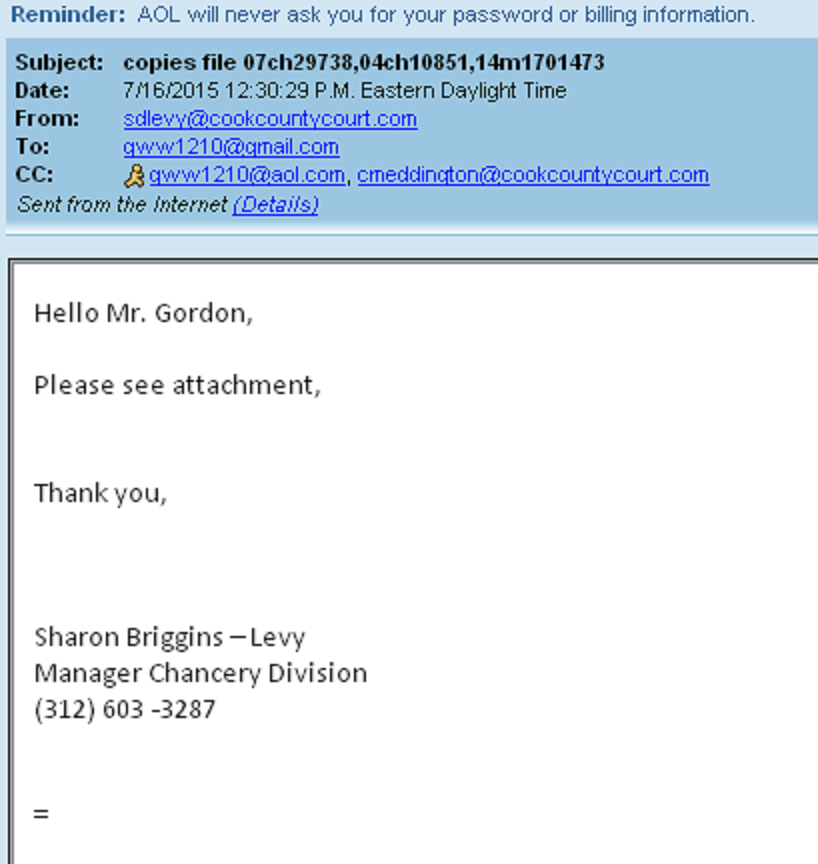 Reminder: AOL will never ask you for your password or billing information.
Subject: copies file 07ch29738,04ch10851,14m1701473
Date: 7/16/2015 12:30:29 P.M. Eastern Daylight Time
From: sdlevy@cookcountycourt.com
To: gww1210@gmail.com
CC: gww1210@aol.com, cmeddington@cookcountycourt.com
Sent from the Internet (Details)
Hello Mr. Gordon,
Please see attachment,
Thank you,
Sharon Briggins –Levy
Manager Chancery Division
(312) 603 -3287
=